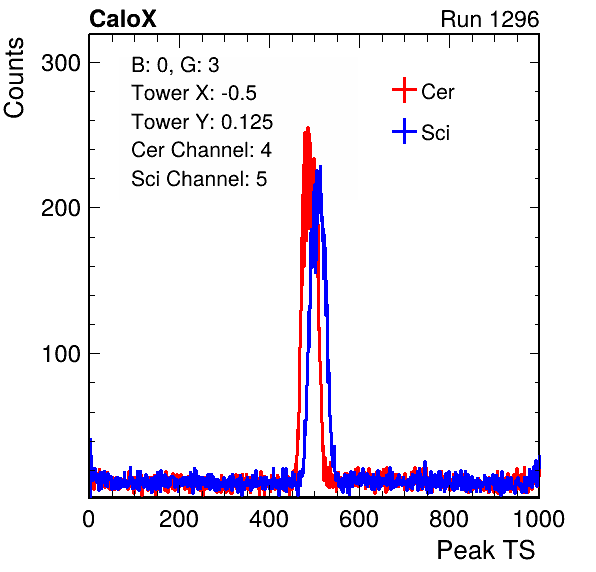 CaloX Run 1296
Counts
300
200
100
B: 0, G: 3
Tower X: -0.5
Tower Y: 0.125
Cer Channel: 4
Sci Channel: 5
Cer
Sci
0 200 400 600 800 1000
Peak TS